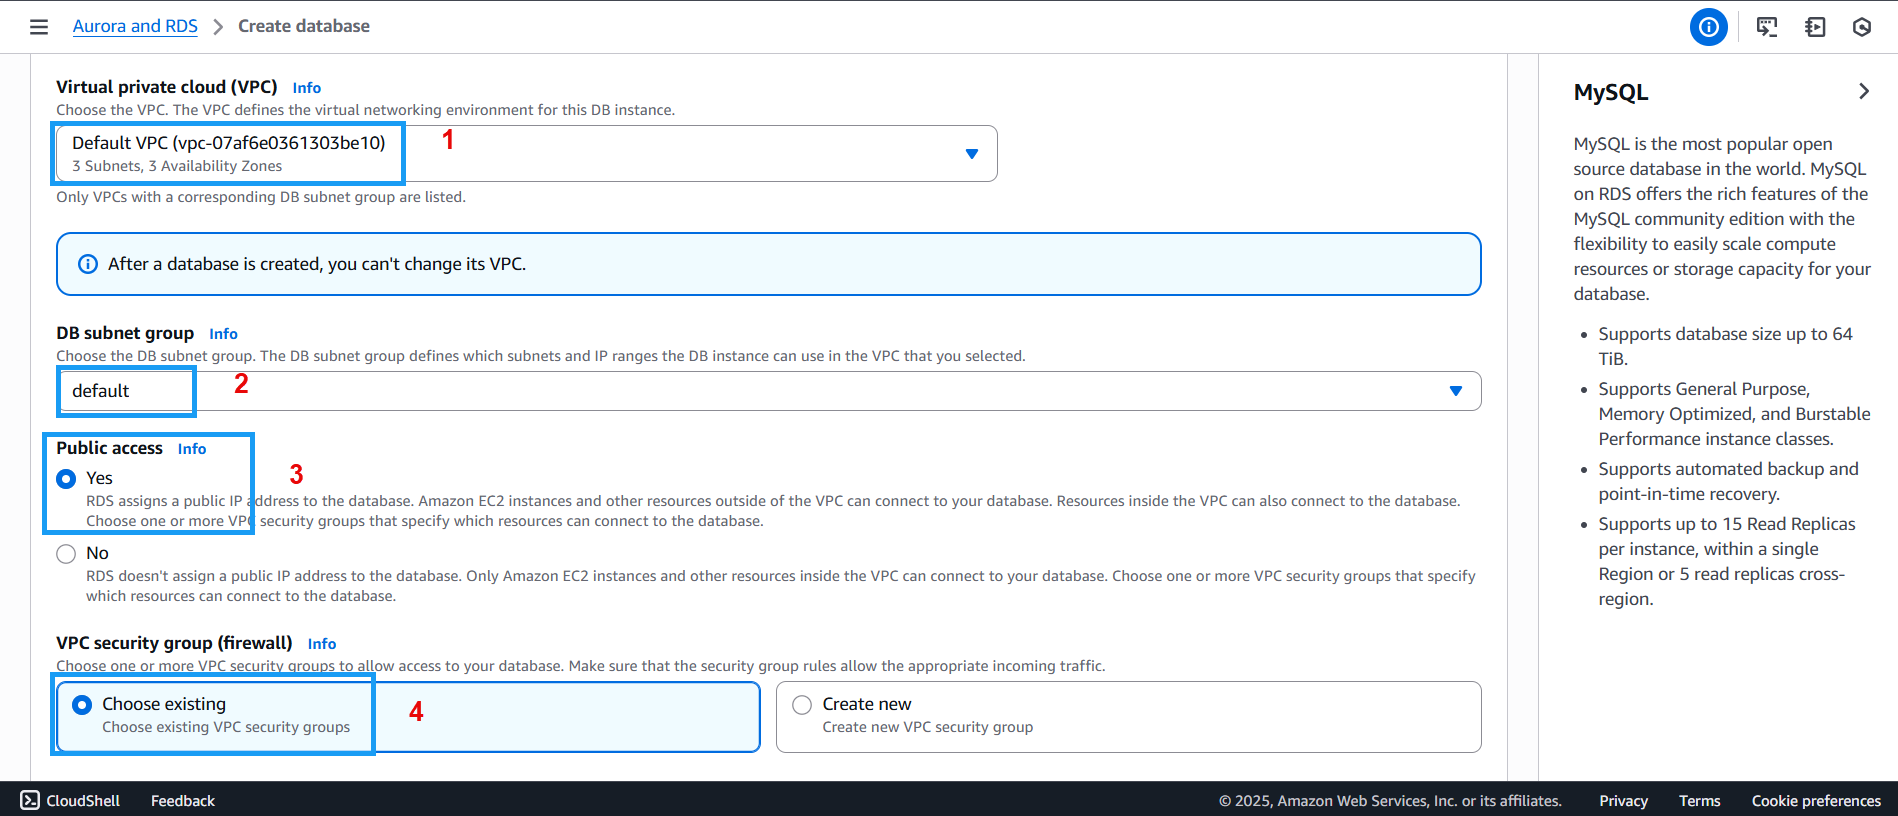 Aurora and RDS > Create database
Virtual private cloud (VPC) Info
Choose the VPC. The VPC defines the virtual networking environment for this DB instance.
Default VPC (vpc-07af6e0361303be10)
3 Subnets, 3 Availability Zones
1
Only VPCs with a corresponding DB subnet group are listed.
After a database is created, you can't change its VPC.
DB subnet group Info
Choose the DB subnet group. The DB subnet group defines which subnets and IP ranges the DB instance can use in the VPC that you selected.
default
2
Public access Info
Yes
3
RDS assigns a public IP address to the database. Amazon EC2 instances and other resources outside of the VPC can connect to your database. Resources inside the VPC can also connect to the database.
Choose one or more VPC security groups that specify which resources can connect to the database.
No
RDS doesn't assign a public IP address to the database. Only Amazon EC2 instances and other resources inside the VPC can connect to your database. Choose one or more VPC security groups that specify
which resources can connect to the database.
VPC security group (firewall) Info
Choose one or more VPC security groups to allow access to your database. Make sure that the security group rules allow the appropriate incoming traffic.
Choose existing
Choose existing VPC security groups
4
Create new
Create new VPC security group
MySQL
MySQL is the most popular open
source database in the world. MySQL
on RDS offers the rich features of the
MySQL community edition with the
flexibility to easily scale compute
resources or storage capacity for your
database.
• Supports database size up to 64
TiB.
• Supports General Purpose,
Memory Optimized, and Burstable
Performance instance classes.
• Supports automated backup and
point-in-time recovery.
• Supports up to 15 Read Replicas
per instance, within a single
Region or 5 read replicas cross-
region.
CloudShell Feedback © 2025, Amazon Web Services, Inc. or its affiliates. Privacy Terms Cookie preferences